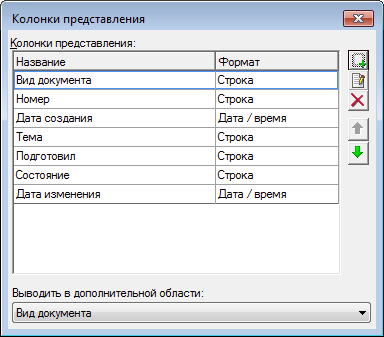 Колонки представления
Колонки представления:
Название Формат
Вид документа Строка
Номер Строка
Дата создания Дата / время
Тема Строка
Подготовил Строка
Состояние Строка
Дата изменения Дата / время
Выводить в дополнительной области:
Вид документа